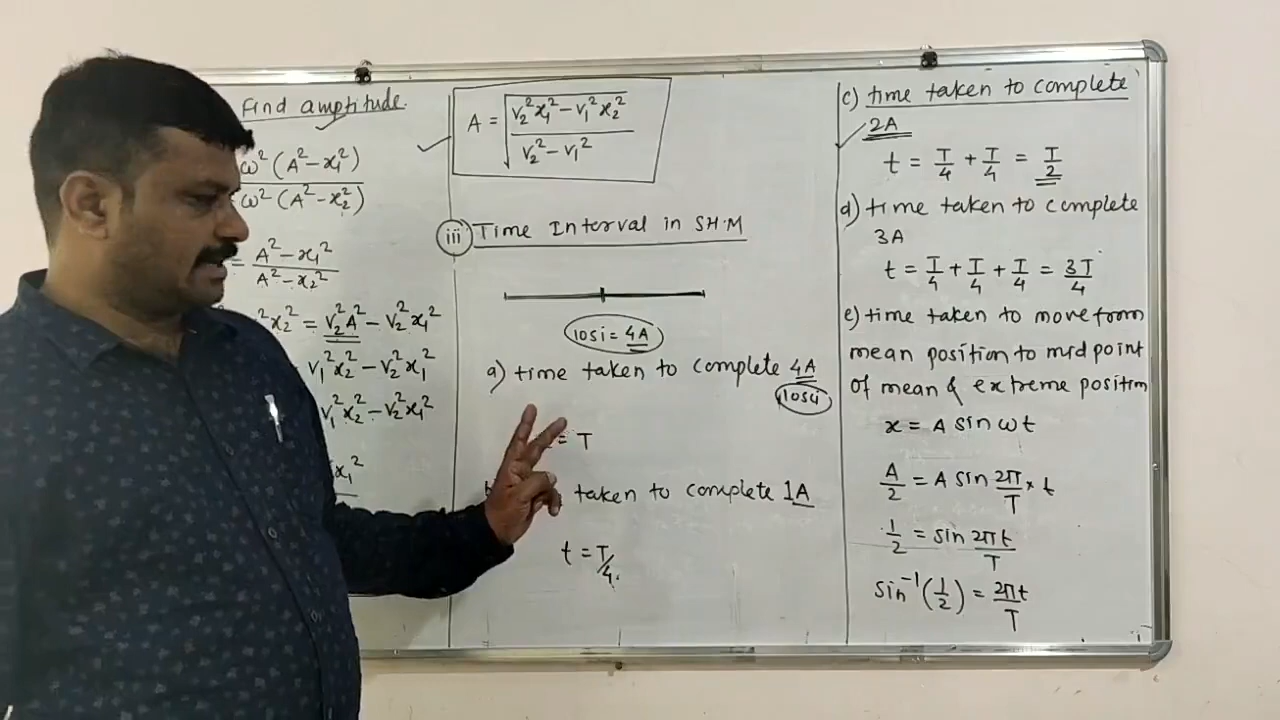 Find amptitude.
ω²(A²-x₁²)
ω²(A²-x₂²)
= A²-x₁²
A²-x₂²
²x₂² = v₂²A² - v₂²x₁²
v₁²x₂² - v₂²x₁²
v₁²x₂² - v₂²x₁²
x₁²
A = √ v₂²x₁² - v₁²x₂²
v₂² - v₁²
iii) Time Interval in SH.M
1osi = 4A
a) time taken to complete 4A
1osi
= T
taken to complete 1A
t = T/4.
c) time taken to complete
2A
t = T/4 + T/4 = T/2
d) time taken to complete
3A
t = T/4 + T/4 + T/4 = 3T/4
e) time taken to move from
mean position to mid point
of mean & extreme position
x = A sin ωt
A/2 = A sin 2π/T × t
1/2 = sin 2πt/T
sin⁻¹(1/2) = 2πt/T